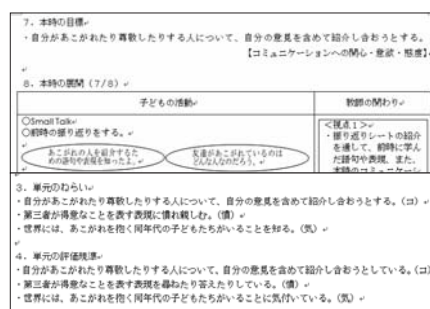 7．本時の目標↵
・自分があこがれたり尊敬したりする人について，自分の意見を含めて紹介し合おうとする。
【コミュニケーションへの関心・意欲・態度】↵
↵
8．本時の展開（7/8）↵
子どもの活動↵
教師の関わり↵
○Small Talk↵
○前時の振り返りをする。↵
あこがれの人を紹介するための語句や表現を知ったよ。↵
友達があこがれているのはどんな人なのだろう。↵
＜視点1＞↵
・振り返りシートの紹介
を通して，前時に学ん
だ語句や表現，また，
3．単元のねらい↵
・自分があこがれたり尊敬したりする人について，自分の意見を含めて紹介し合おうとする。（コ）↵
・第三者が得意なことを表す表現に慣れ親しむ。（慣）↵
・世界には，あこがれを抱く同年代の子どもたちがいることを知る。（気）↵
↵
4．単元の評価規準↵
・自分があこがれたり尊敬したりする人について，自分の意見を含めて紹介し合おうとしている。（コ）
・第三者が得意なことを表す表現を尋ねたり答えたりしている。（慣）↵
・世界には，あこがれを抱く同年代の子どもたちがいることに気付いている。（気）↵